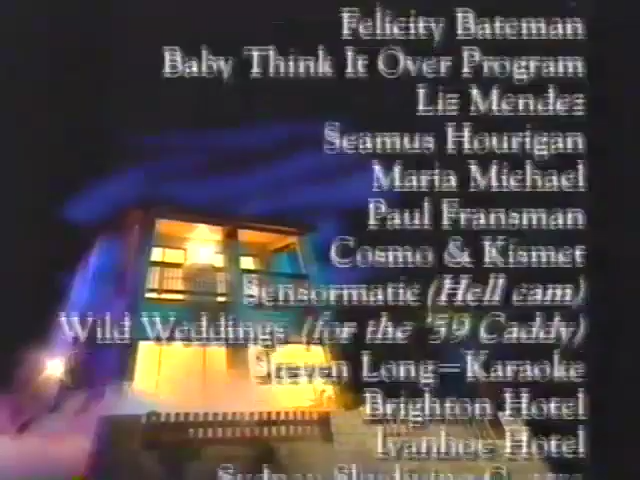 Felicity Bateman
Baby Think It Over Program
Liz Mendez
Seamus Hourigan
Maria Michael
Paul Fransman
Cosmo & Kismet
Sensormatic (Hell cam)
Wild Weddings (for the '59 Caddy)
Steven Long—Karaoke
Brighton Hotel
Ivanhoe Hotel
Sydney